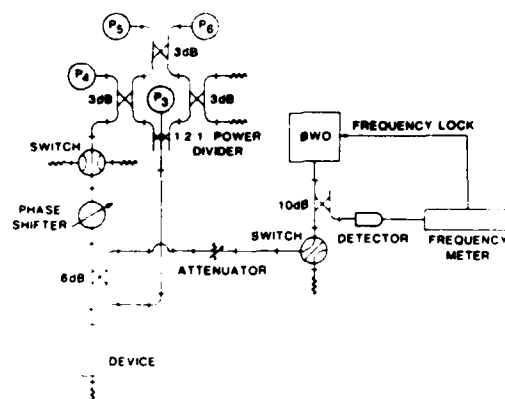 P5
P6
3dB
P4
3dB
P3
3dB
1 2 1 POWER
DIVIDER
SWITCH
PHASE
SHIFTER
6dB
ATTENUATOR
DEVICE
BWO
FREQUENCY LOCK
10dB
SWITCH
DETECTOR
FREQUENCY
METER